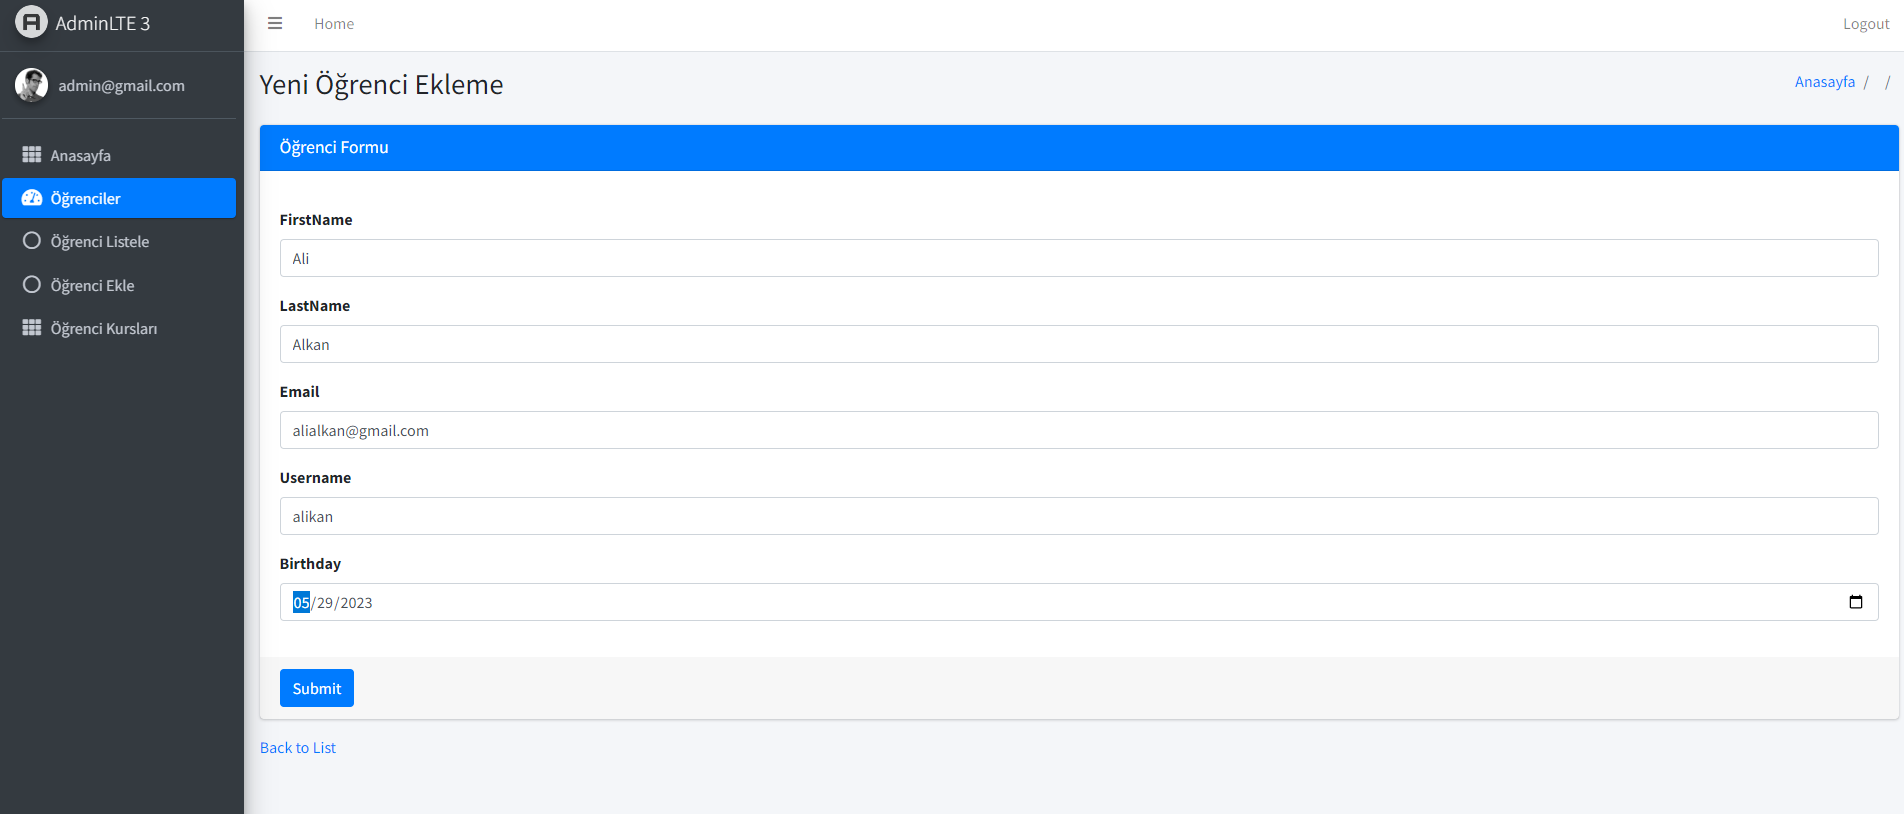 AdminLTE 3
admin@gmail.com
Anasayfa
Öğrenciler
Öğrenci Listele
Öğrenci Ekle
Öğrenci Kursları
Home
Logout
Yeni Öğrenci Ekleme
Anasayfa / /
Öğrenci Formu
FirstName
Ali
LastName
Alkan
Email
alialkan@gmail.com
Username
alikan
Birthday
05/29/2023
Submit
Back to List